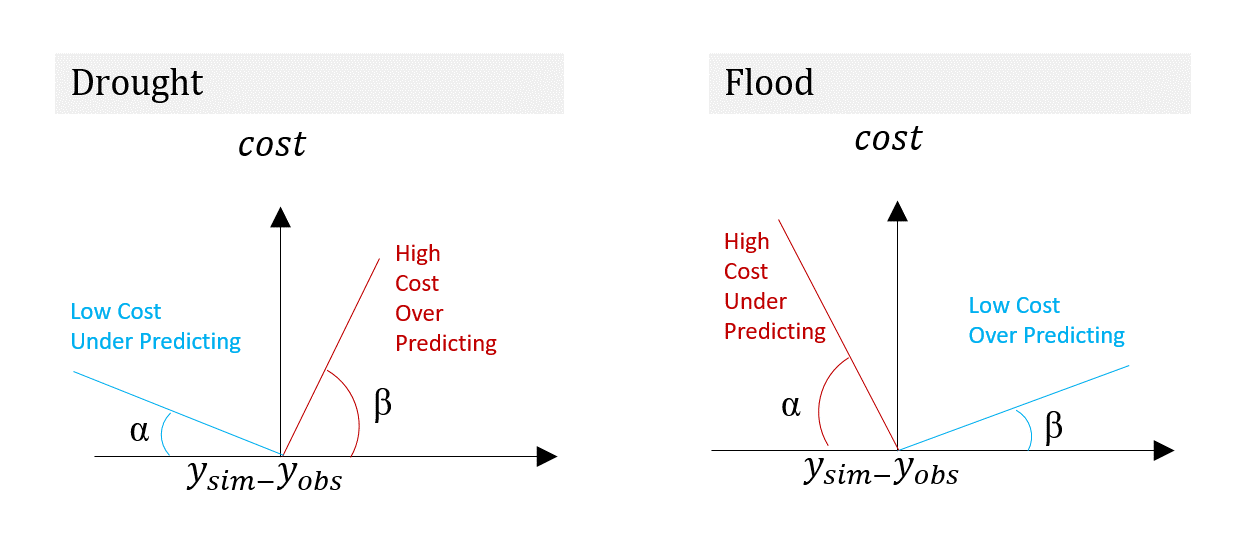 Drought
cost
High
Cost
Over
Predicting
Low Cost
Under Predicting
β
α
y_sim− y_obs
Flood
cost
High
Cost
Under
Predicting
Low Cost
Over Predicting
α
β
y_sim− y_obs